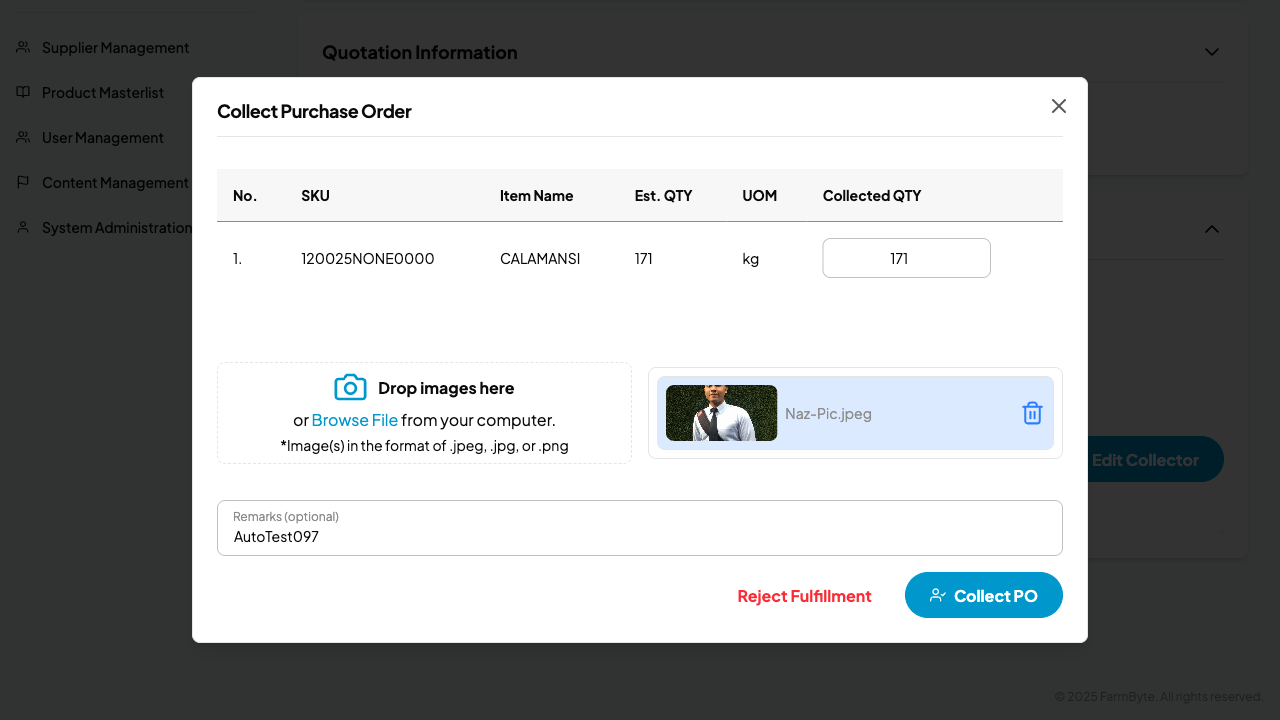 Supplier Management
Product Masterlist
User Management
Content Management
System Administration
Quotation Information
Collect Purchase Order
No. SKU Item Name Est. QTY UOM Collected QTY
1. 120025NONE0000 CALAMANSI 171 kg 171
Drop images here
or Browse File from your computer.
*Image(s) in the format of .jpeg, .jpg, or .png
Naz-Pic.jpeg
Edit Collector
Remarks (optional)
AutoTest097
Reject Fulfillment
Collect PO
© 2025 FarmByte. All rights reserved.